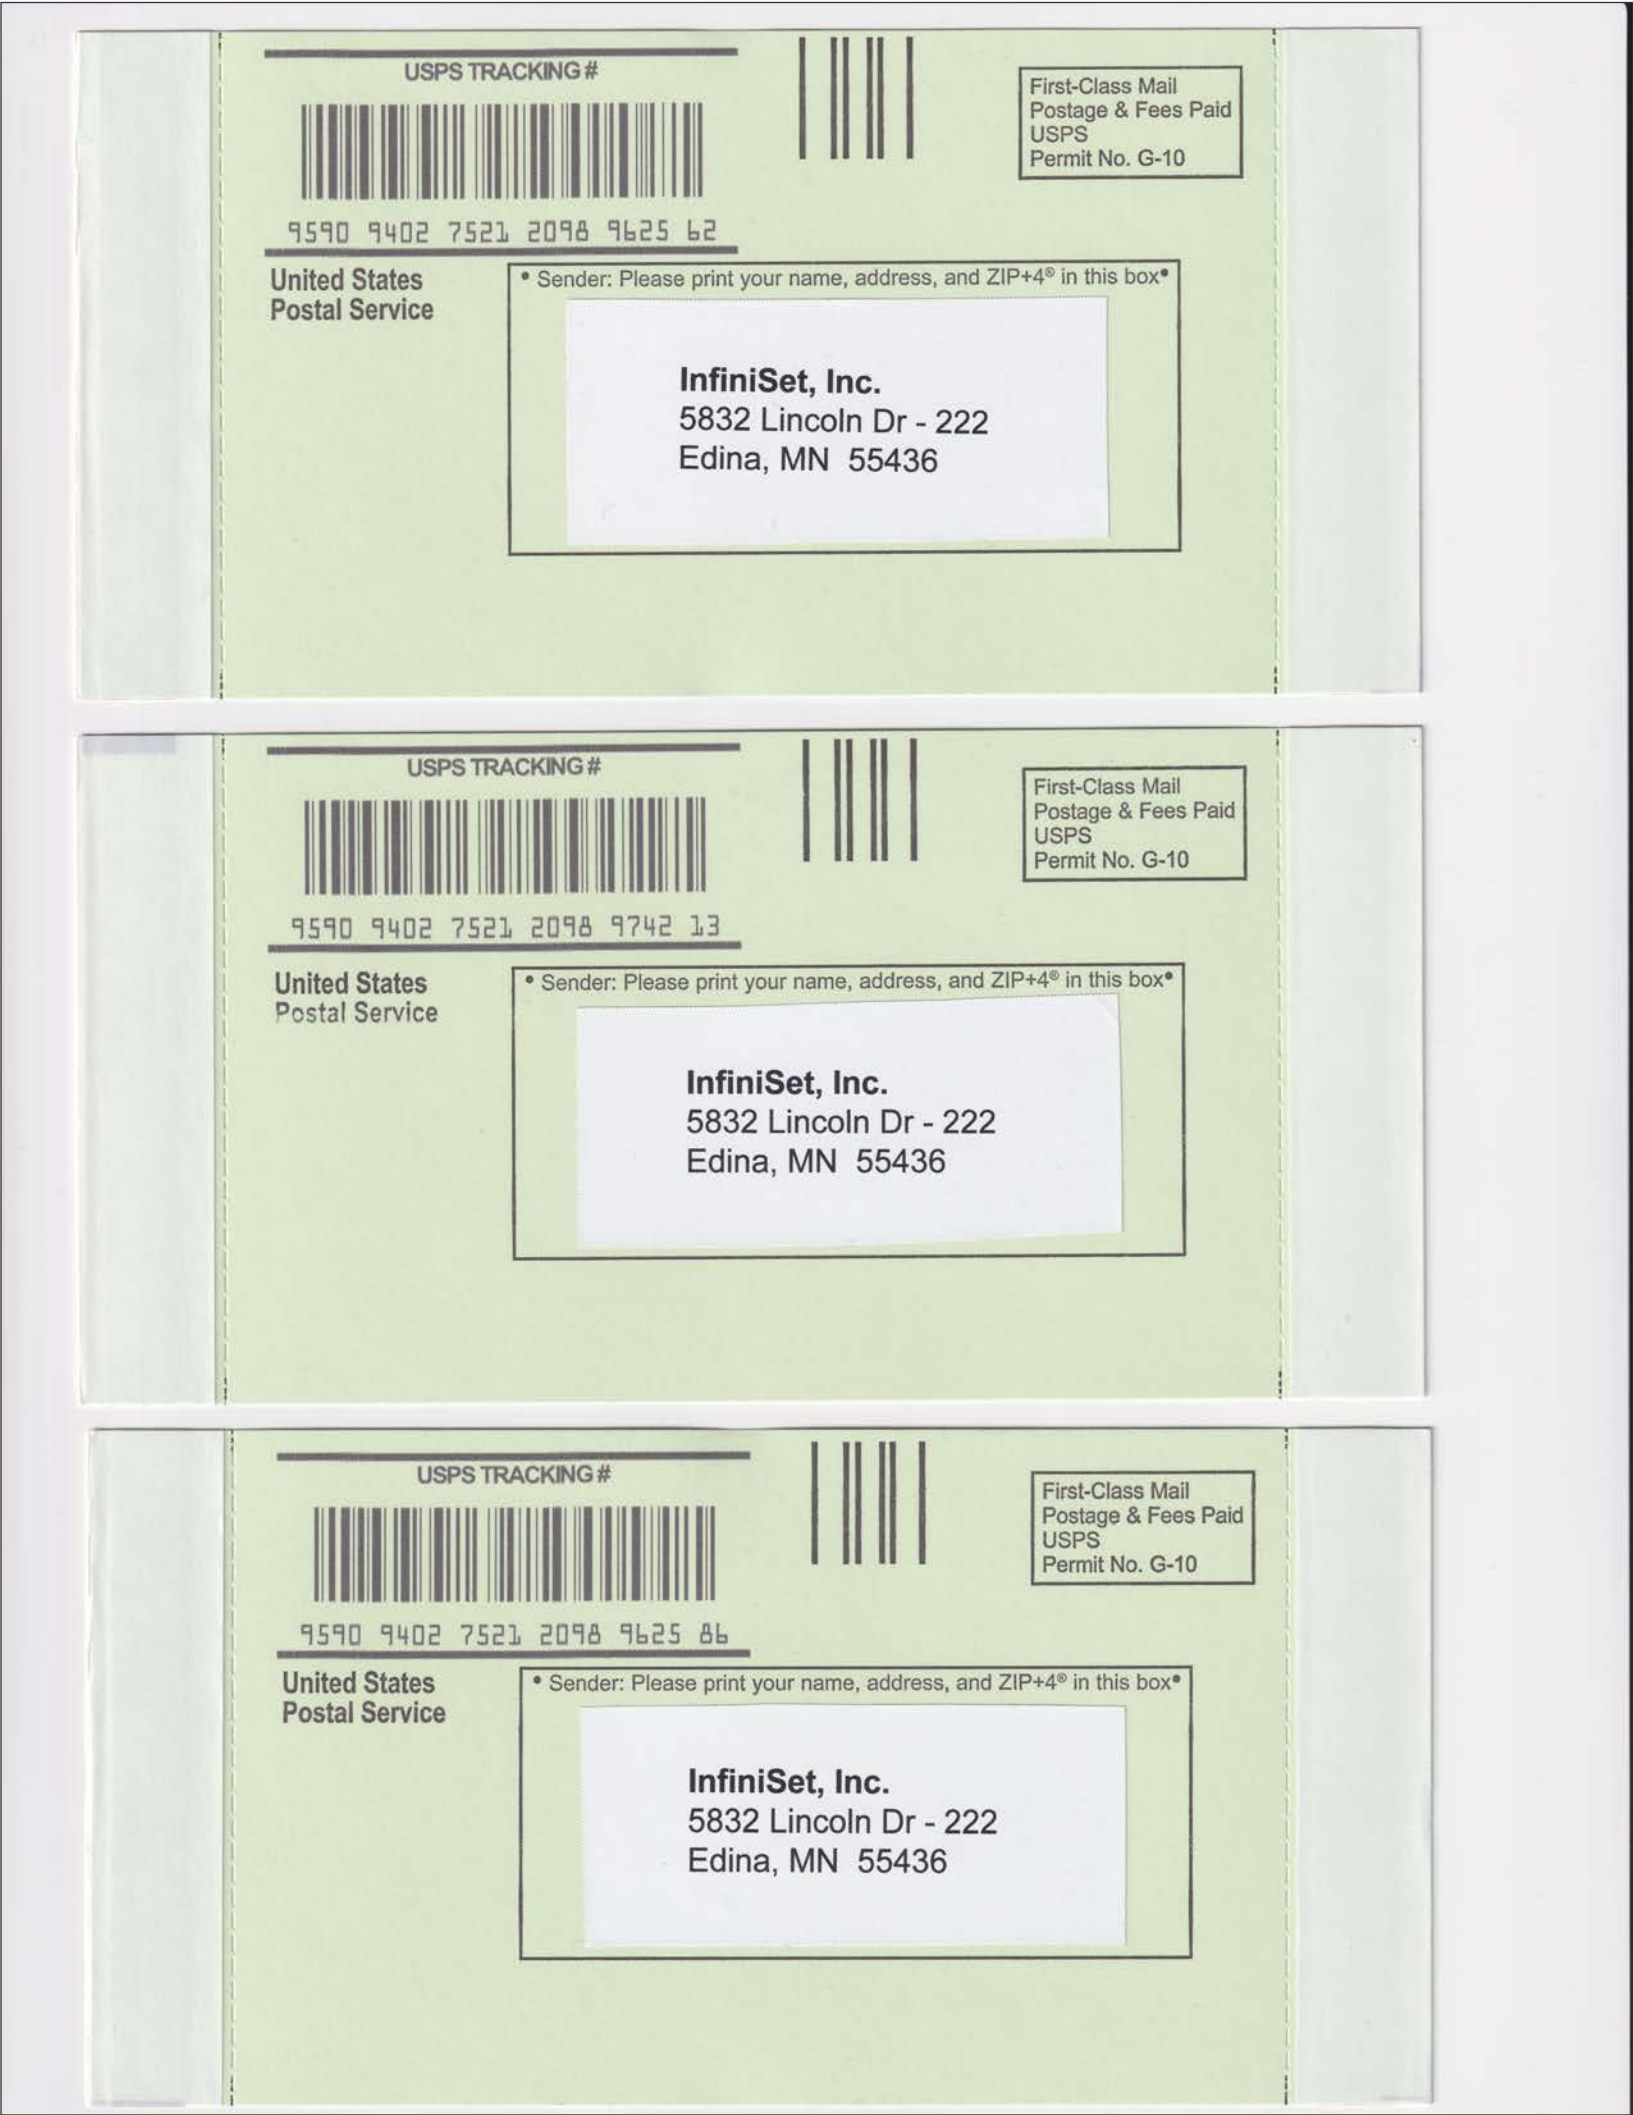 USPS TRACKING #
9590 9402 7521 2098 9625 62
First-Class Mail
Postage & Fees Paid
USPS
Permit No. G-10
United States
Postal Service
• Sender: Please print your name, address, and ZIP+4® in this box•
InfiniSet, Inc.
5832 Lincoln Dr - 222
Edina, MN 55436
USPS TRACKING #
9590 9402 7521 2098 9742 13
First-Class Mail
Postage & Fees Paid
USPS
Permit No. G-10
United States
Postal Service
• Sender: Please print your name, address, and ZIP+4® in this box•
InfiniSet, Inc.
5832 Lincoln Dr - 222
Edina, MN 55436
USPS TRACKING #
9590 9402 7521 2098 9625 86
First-Class Mail
Postage & Fees Paid
USPS
Permit No. G-10
United States
Postal Service
• Sender: Please print your name, address, and ZIP+4® in this box•
InfiniSet, Inc.
5832 Lincoln Dr - 222
Edina, MN 55436